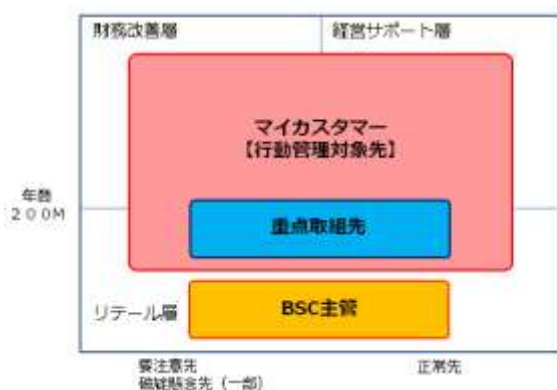 財務改善層
経営サポート層
マイカスタマー
【行動管理対象先】
年商
200M
重点取組先
リテール層
BSC主管
要注意先
正常先
破綻懸念先（一部）